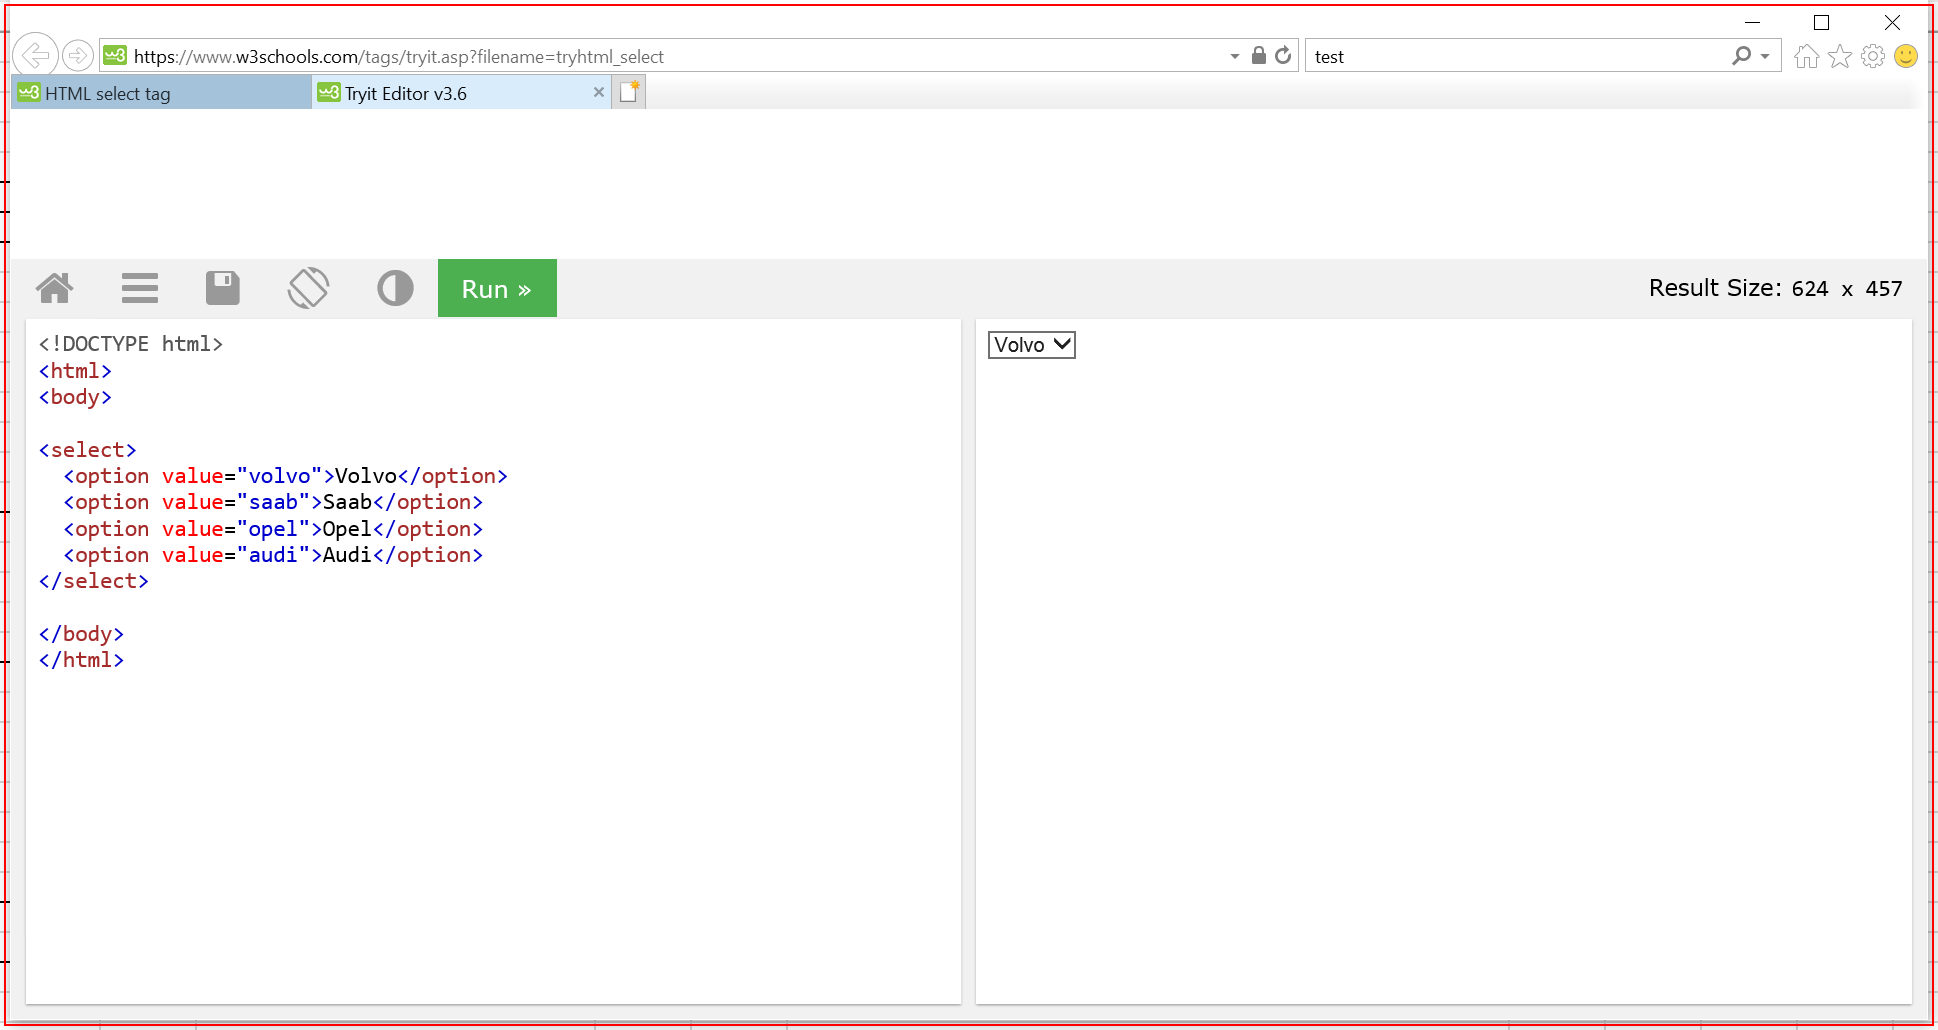 https://www.w3schools.com/tags/tryit.asp?filename=tryhtml_select
test
HTML select tag
Tryit Editor v3.6
Run »
Result Size: 624 x 457
<!DOCTYPE html>
<html>
<body>
<select>
  <option value="volvo">Volvo</option>
  <option value="saab">Saab</option>
  <option value="opel">Opel</option>
  <option value="audi">Audi</option>
</select>
</body>
</html>
Volvo